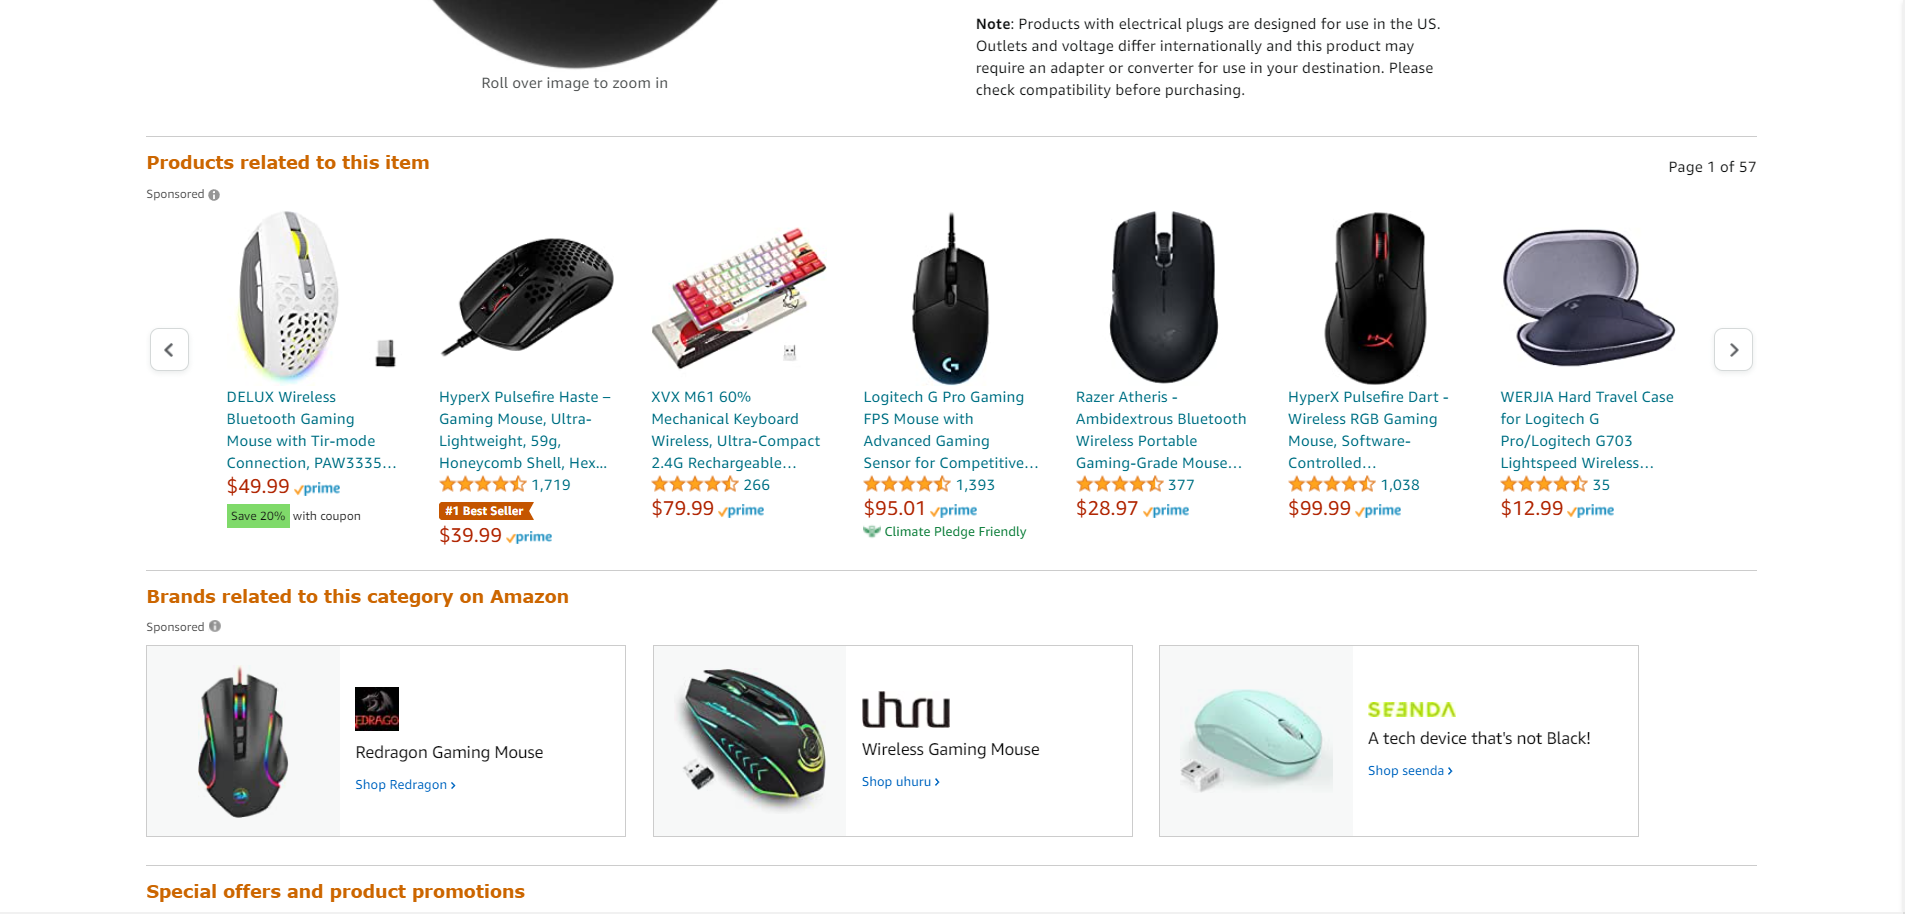 Roll over image to zoom in
Note: Products with electrical plugs are designed for use in the US.
Outlets and voltage differ internationally and this product may
require an adapter or converter for use in your destination. Please
check compatibility before purchasing.
Products related to this item
Page 1 of 57
Sponsored
DELUX Wireless
Bluetooth Gaming
Mouse with Tir-mode
Connection, PAW3335...
$49.99 prime
Save 20% with coupon
HyperX Pulsefire Haste –
Gaming Mouse, Ultra-
Lightweight, 59g,
Honeycomb Shell, Hex...
1,719
#1 Best Seller
$39.99 prime
XVX M61 60%
Mechanical Keyboard
Wireless, Ultra-Compact
2.4G Rechargeable...
266
$79.99 prime
Logitech G Pro Gaming
FPS Mouse with
Advanced Gaming
Sensor for Competitive...
1,393
$95.01 prime
Climate Pledge Friendly
Razer Atheris -
Ambidextrous Bluetooth
Wireless Portable
Gaming-Grade Mouse...
377
$28.97 prime
HyperX Pulsefire Dart -
Wireless RGB Gaming
Mouse, Software-
Controlled...
1,038
$99.99 prime
WERJIA Hard Travel Case
for Logitech G
Pro/Logitech G703
Lightspeed Wireless...
35
$12.99 prime
Brands related to this category on Amazon
Sponsored
EDRAGO
Redragon Gaming Mouse
Shop Redragon ›
uhuru
Wireless Gaming Mouse
Shop uhuru ›
SEENDA
A tech device that's not Black!
Shop seenda ›
Special offers and product promotions